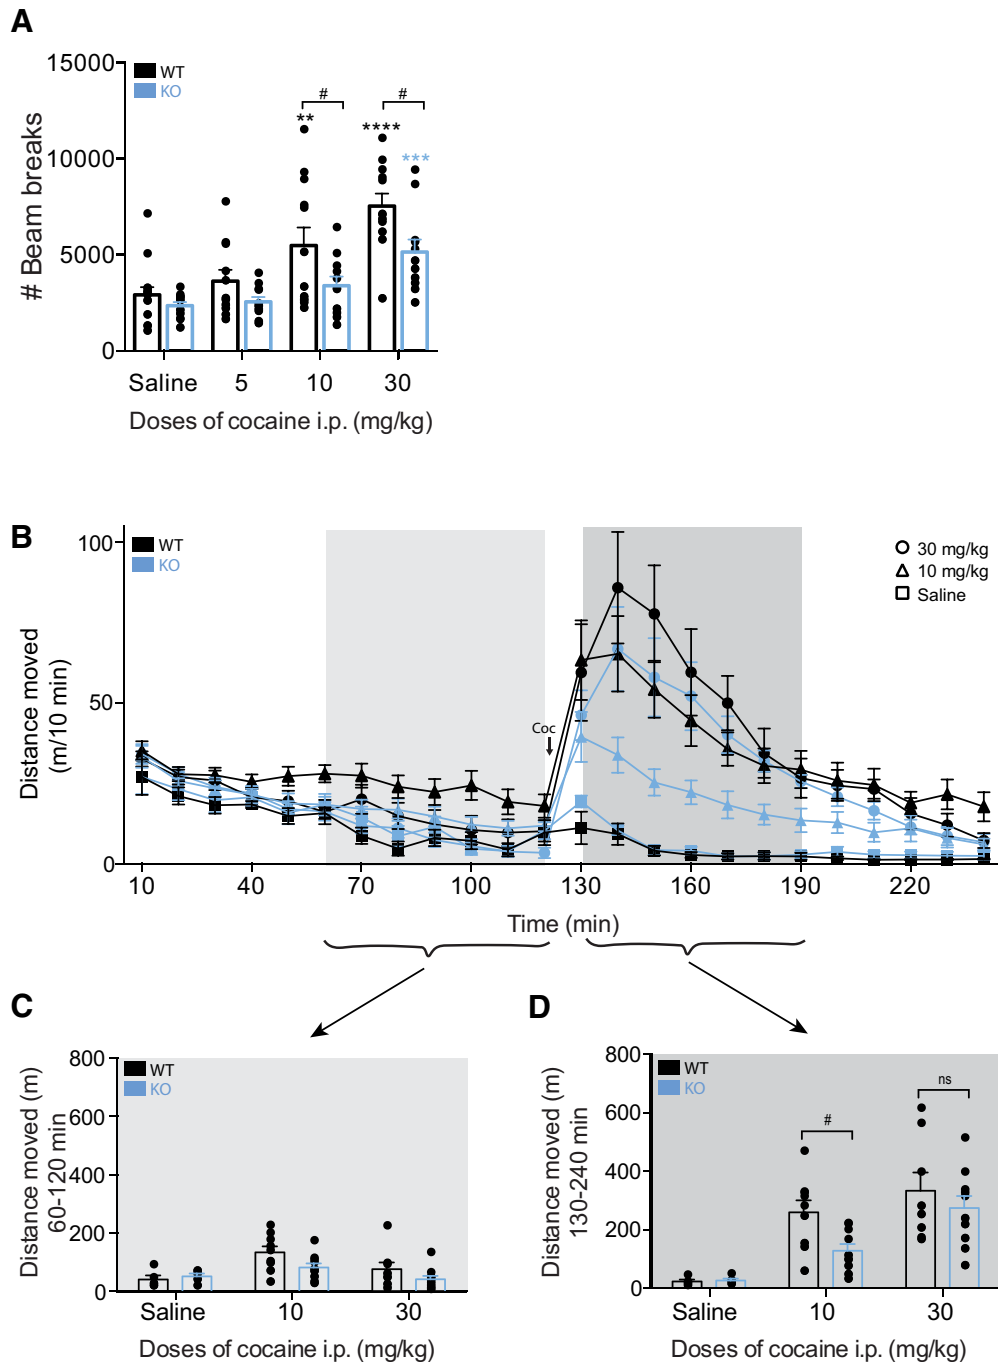 A
15000
10000
5000
0
# Beam breaks
WT
KO
#
#
**
****
***
Saline 5 10 30
Doses of cocaine i.p. (mg/kg)
B
100
50
0
Distance moved
(m/10 min)
WT
KO
30 mg/kg
10 mg/kg
Saline
Coc
10 40 70 100 130 160 190 220
Time (min)
C
800
600
400
200
0
Distance moved (m)
60-120 min
WT
KO
Saline 10 30
Doses of cocaine i.p. (mg/kg)
D
800
600
400
200
0
Distance moved (m)
130-240 min
WT
KO
#
ns
Saline 10 30
Doses of cocaine i.p. (mg/kg)